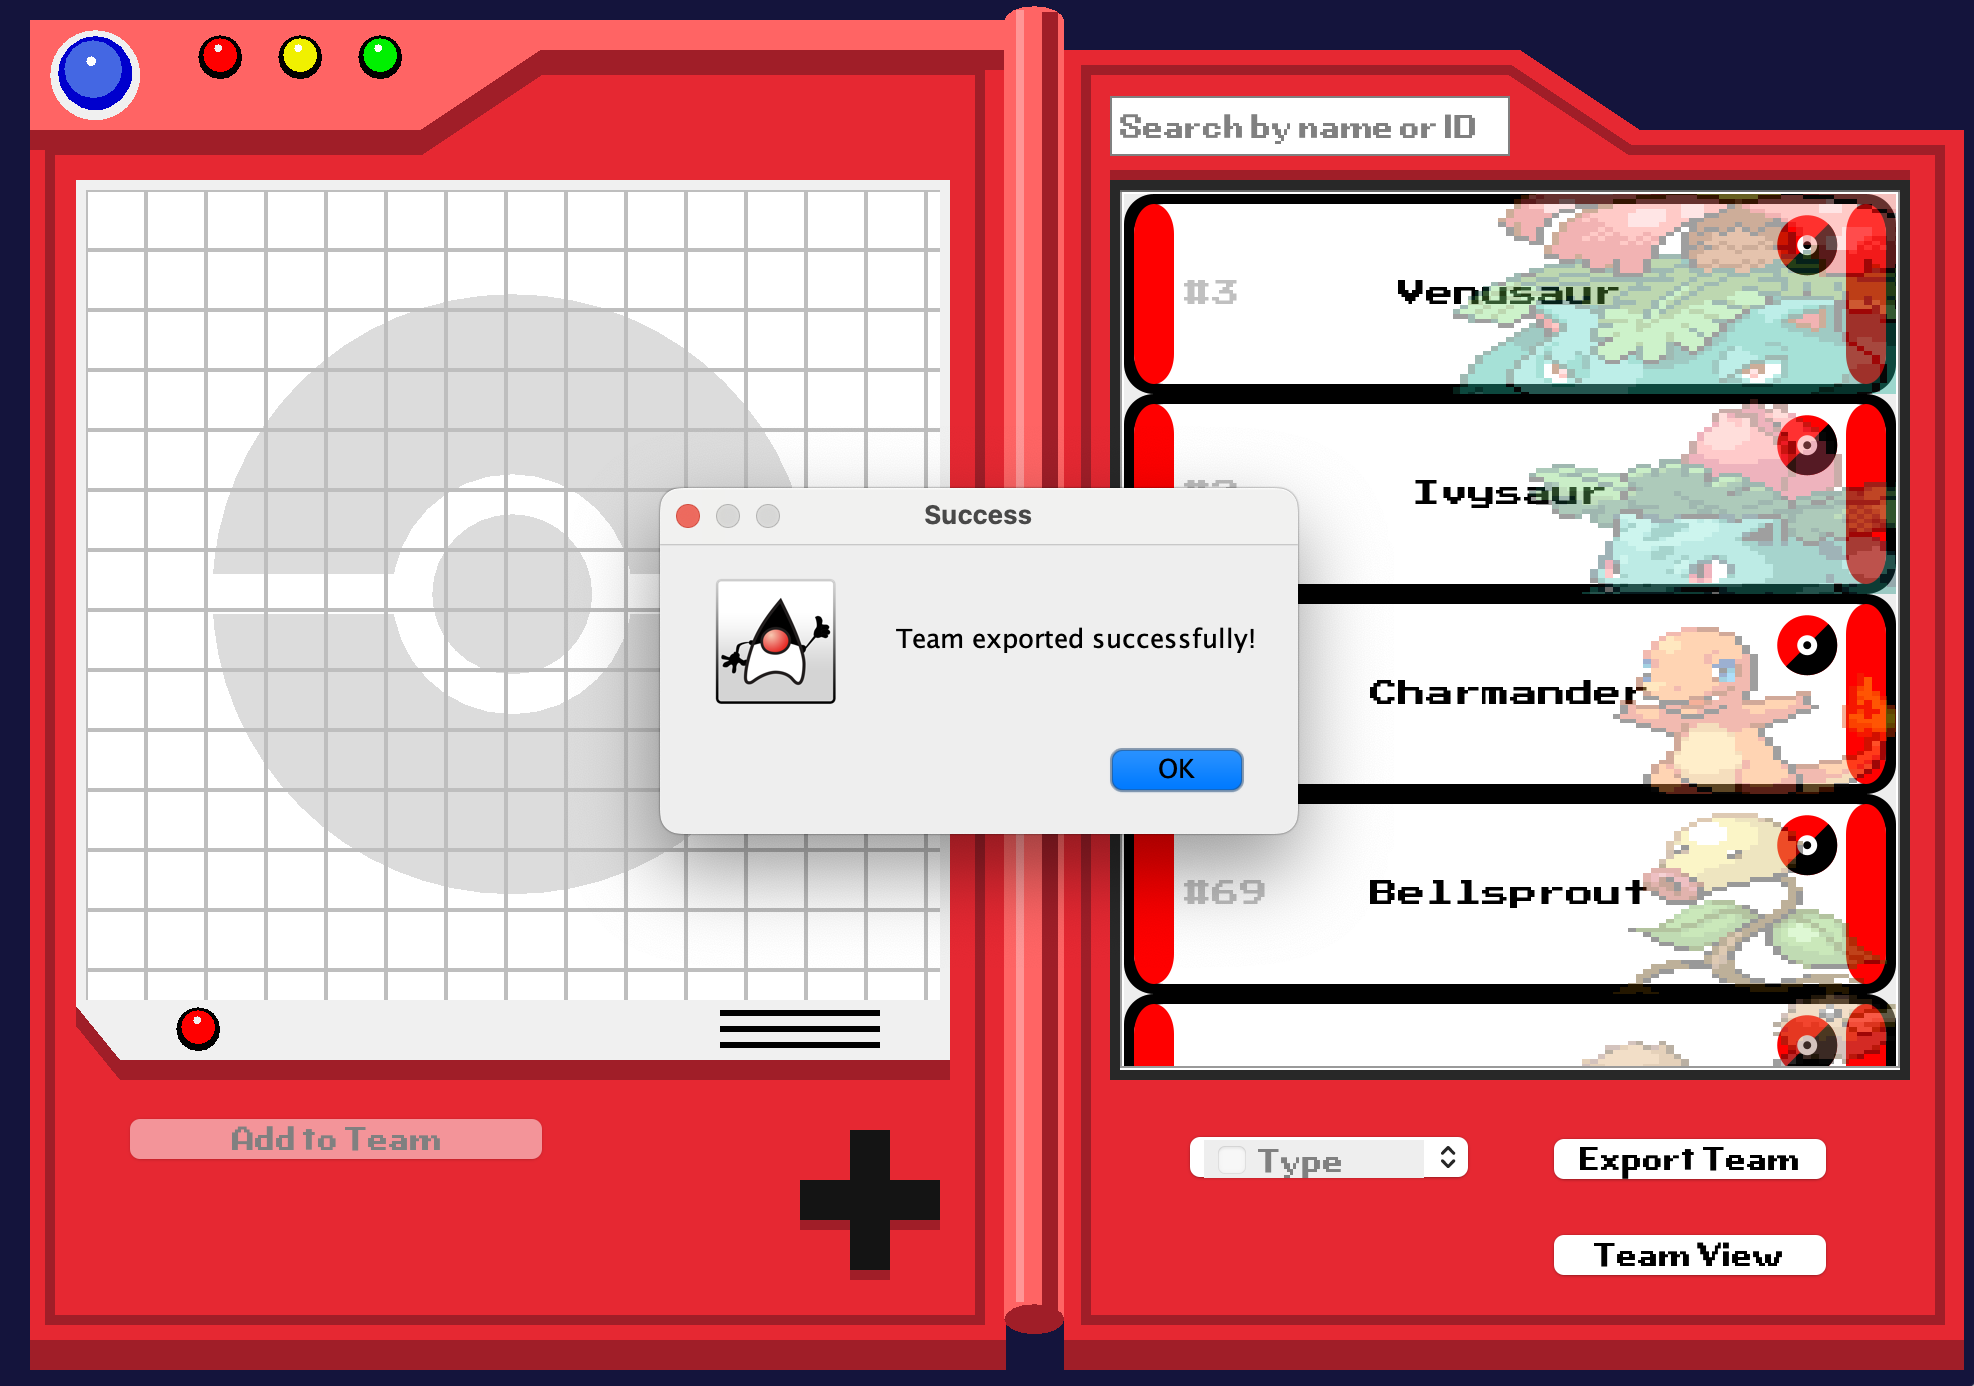 Search by name or ID
#3
Venusaur
Ivysaur
Success
Team exported successfully!
OK
Charmander
#69
Bellsprout
Add to Team
Type
Export Team
Team View